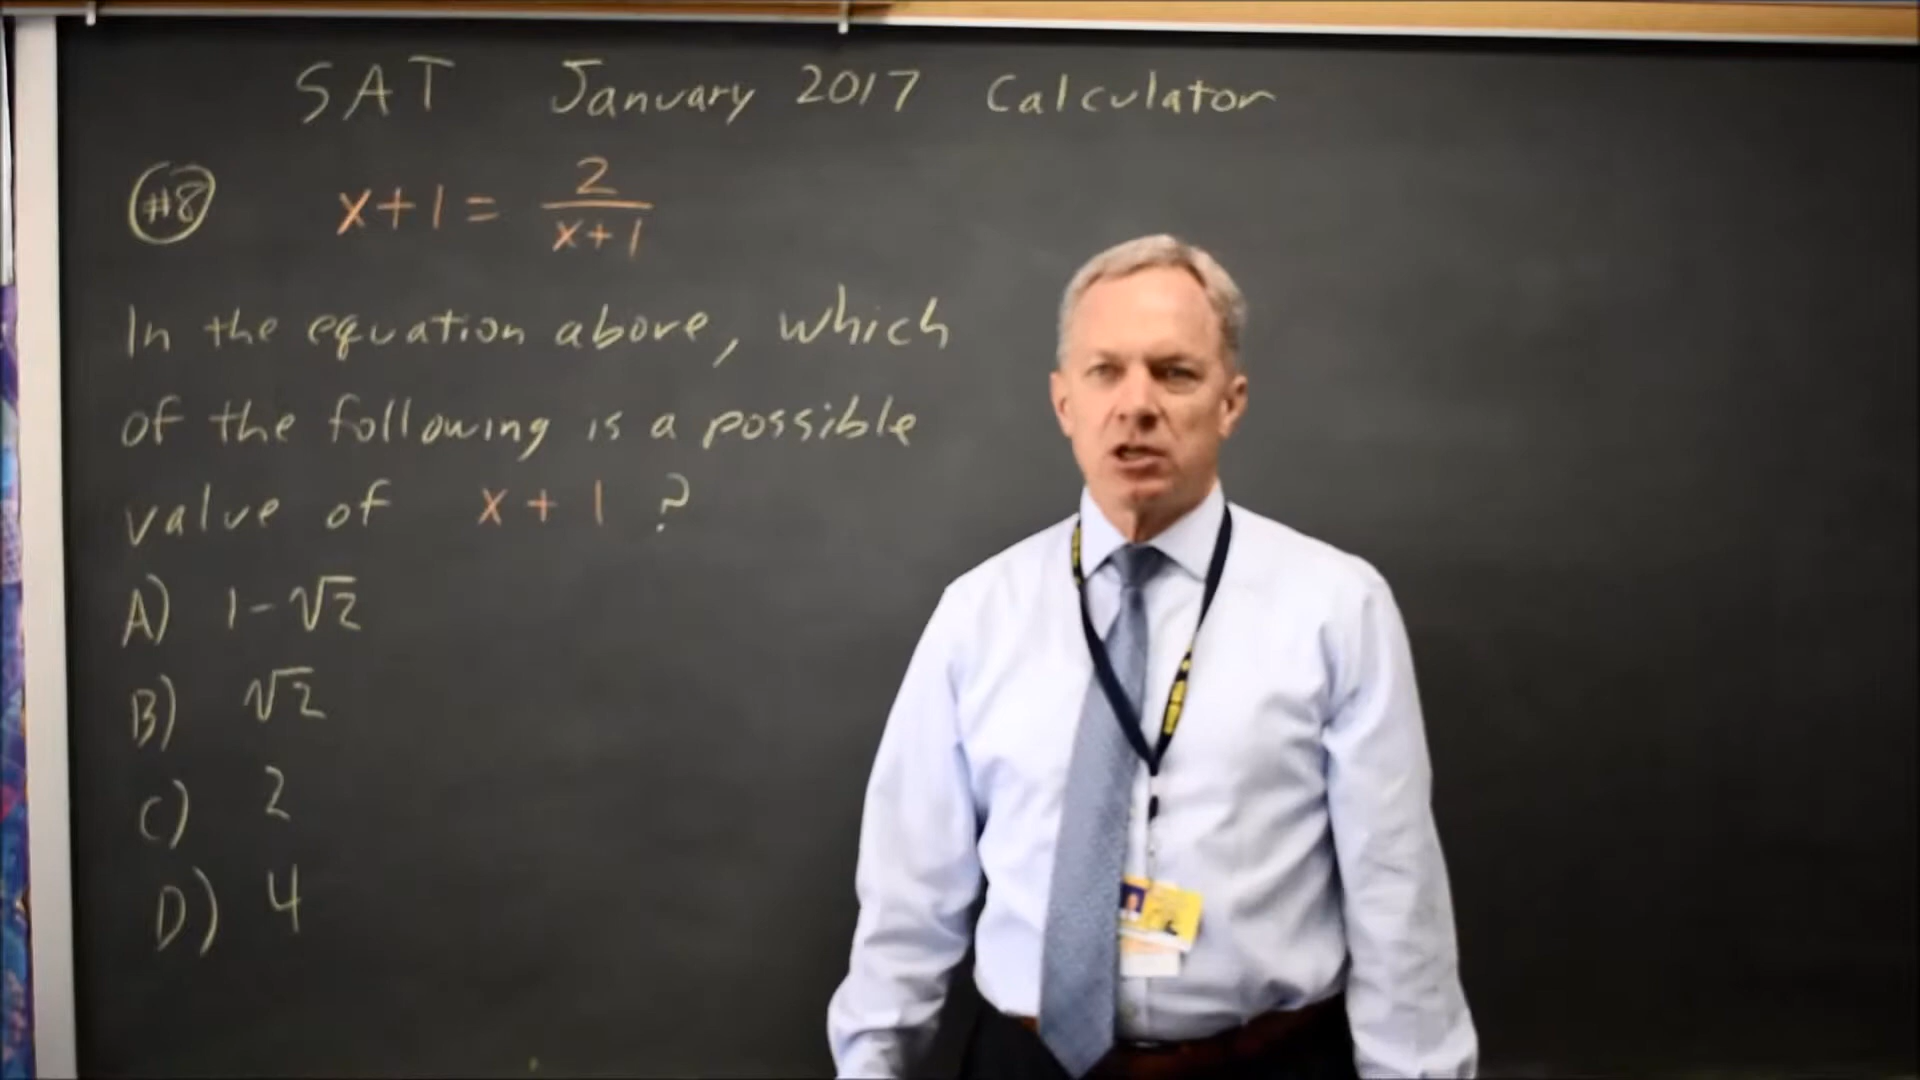 SAT January 2017 Calculator
#8 x+1 = 2/(x+1)
In the equation above, which
of the following is a possible
value of x+1 ?
A) 1-√2
B) √2
C) 2
D) 4